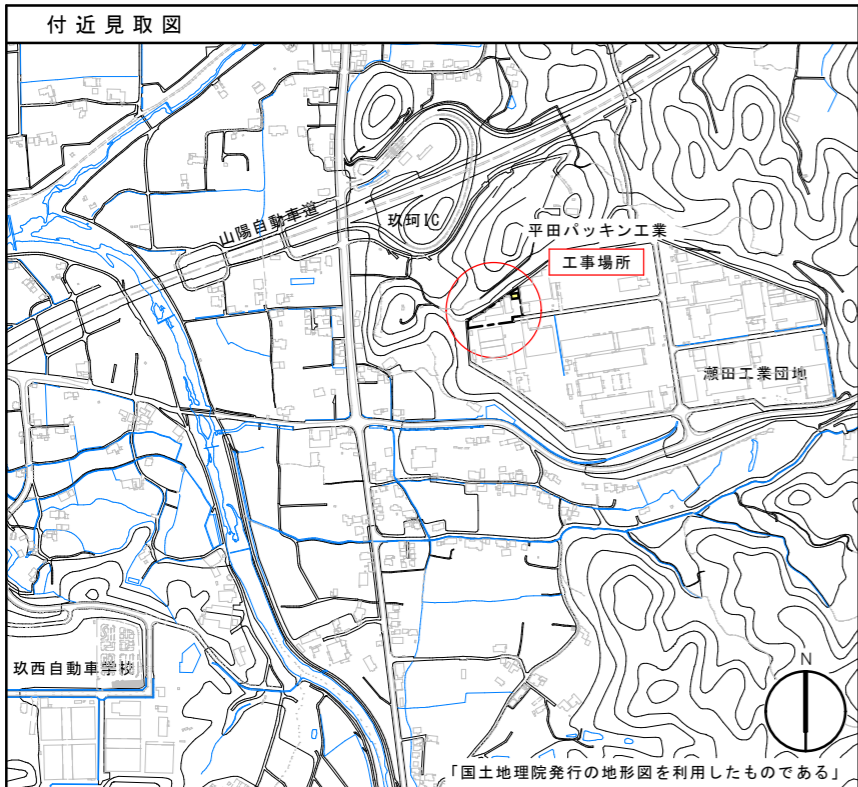 付近見取図
山陽自動車道
玖珂IC
平田パッキン工業
工事場所
瀬田工業団地
玖西自動車学校
N
「国土地理院発行の地形図を利用したものである」